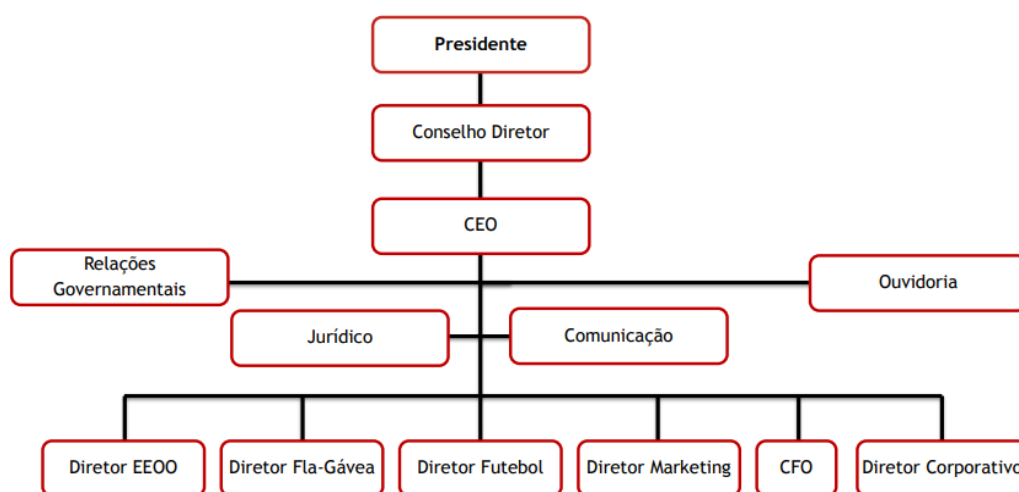 Presidente
Conselho Diretor
CEO
Relações
Governamentais
Ouvidoria
Jurídico
Comunicação
Diretor EEOO
Diretor Fla-Gávea
Diretor Futebol
Diretor Marketing
CFO
Diretor Corporativo